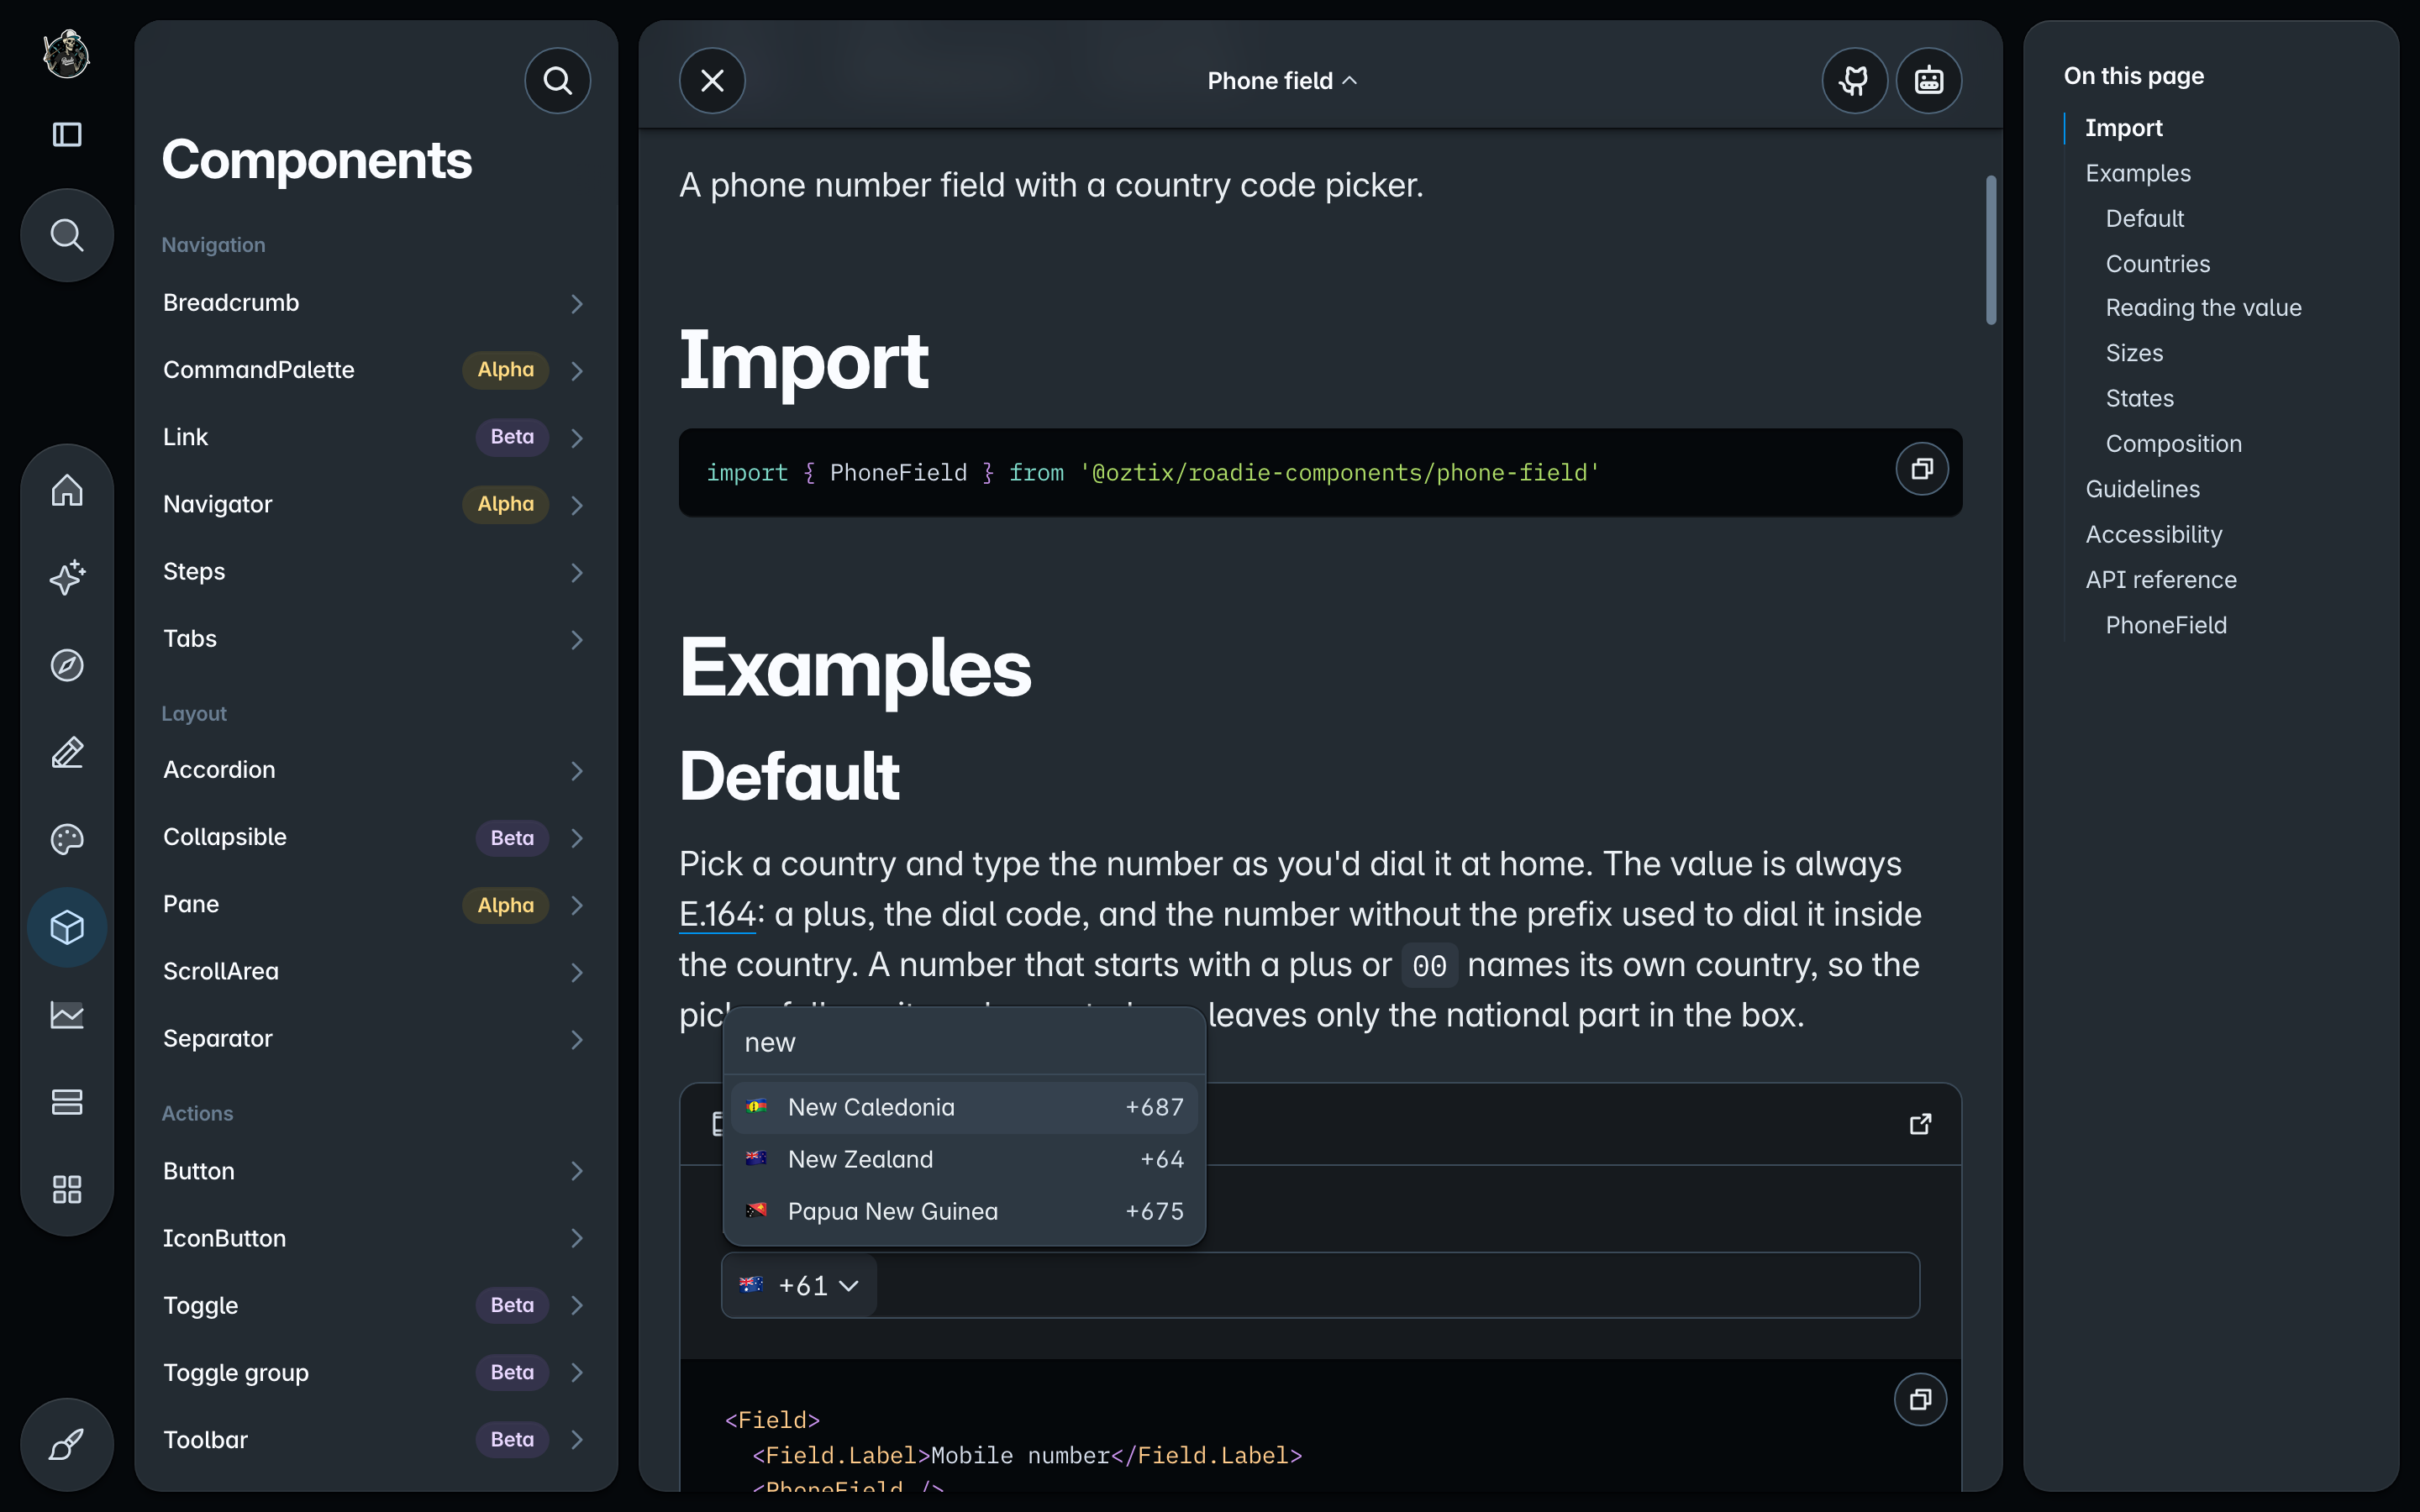 Components
Navigation
Breadcrumb
CommandPalette Alpha
Link Beta
Navigator Alpha
Steps
Tabs
Layout
Accordion
Collapsible Beta
Pane Alpha
ScrollArea
Separator
Actions
Button
IconButton
Toggle Beta
Toggle group Beta
Toolbar Beta
Phone field
A phone number field with a country code picker.
Import
import { PhoneField } from '@oztix/roadie-components/phone-field'
Examples
Default
Pick a country and type the number as you'd dial it at home. The value is always
E.164: a plus, the dial code, and the number without the prefix used to dial it inside
the country. A number that starts with a plus or 00 names its own country, so the
leaves only the national part in the box.
new
New Caledonia +687
New Zealand +64
Papua New Guinea +675
+61
<Field>
<Field.Label>Mobile number</Field.Label>
<PhoneField />
On this page
Import
Examples
Default
Countries
Reading the value
Sizes
States
Composition
Guidelines
Accessibility
API reference
PhoneField